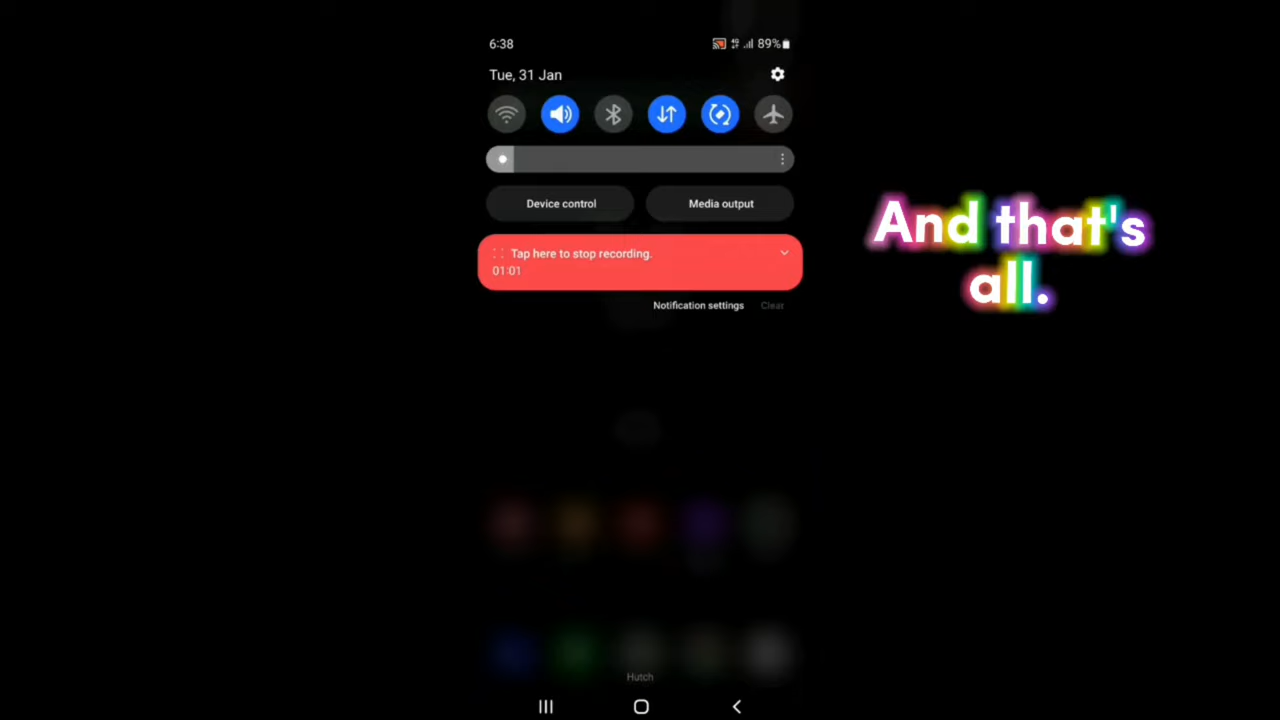 6:38
89%
Tue, 31 Jan
Device control
Media output
Tap here to stop recording.
01:01
Notification settings
Clear
Hutch
And that's
all.